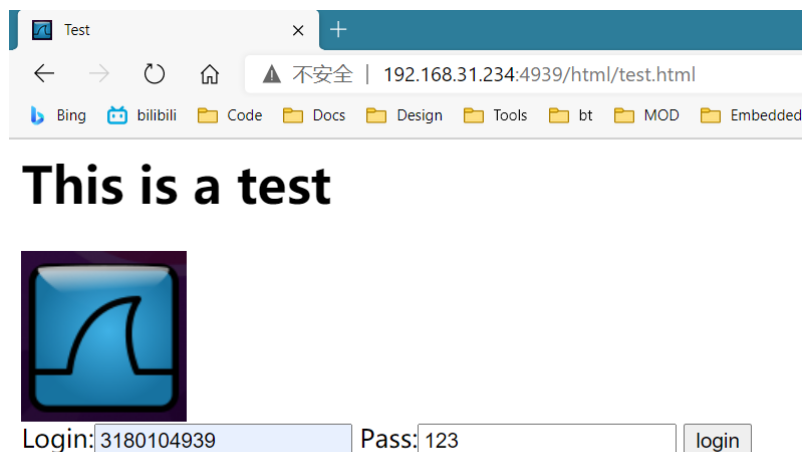 Test
不安全 | 192.168.31.234:4939/html/test.html
Bing bilibili Code Docs Design Tools bt MOD Embedded
This is a test
Login: 3180104939 Pass: 123 login